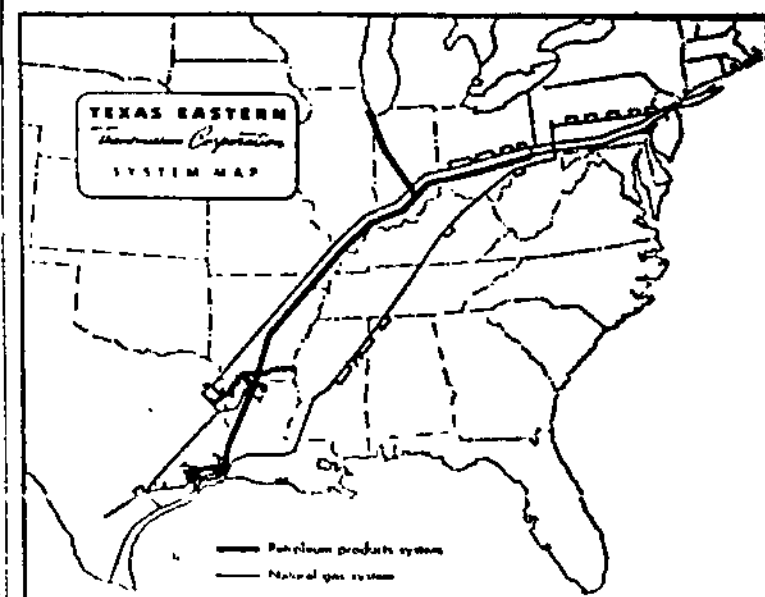 TEXAS EASTERN
Transmission Corporation
SYSTEM MAP
Petroleum products system
Natural gas system